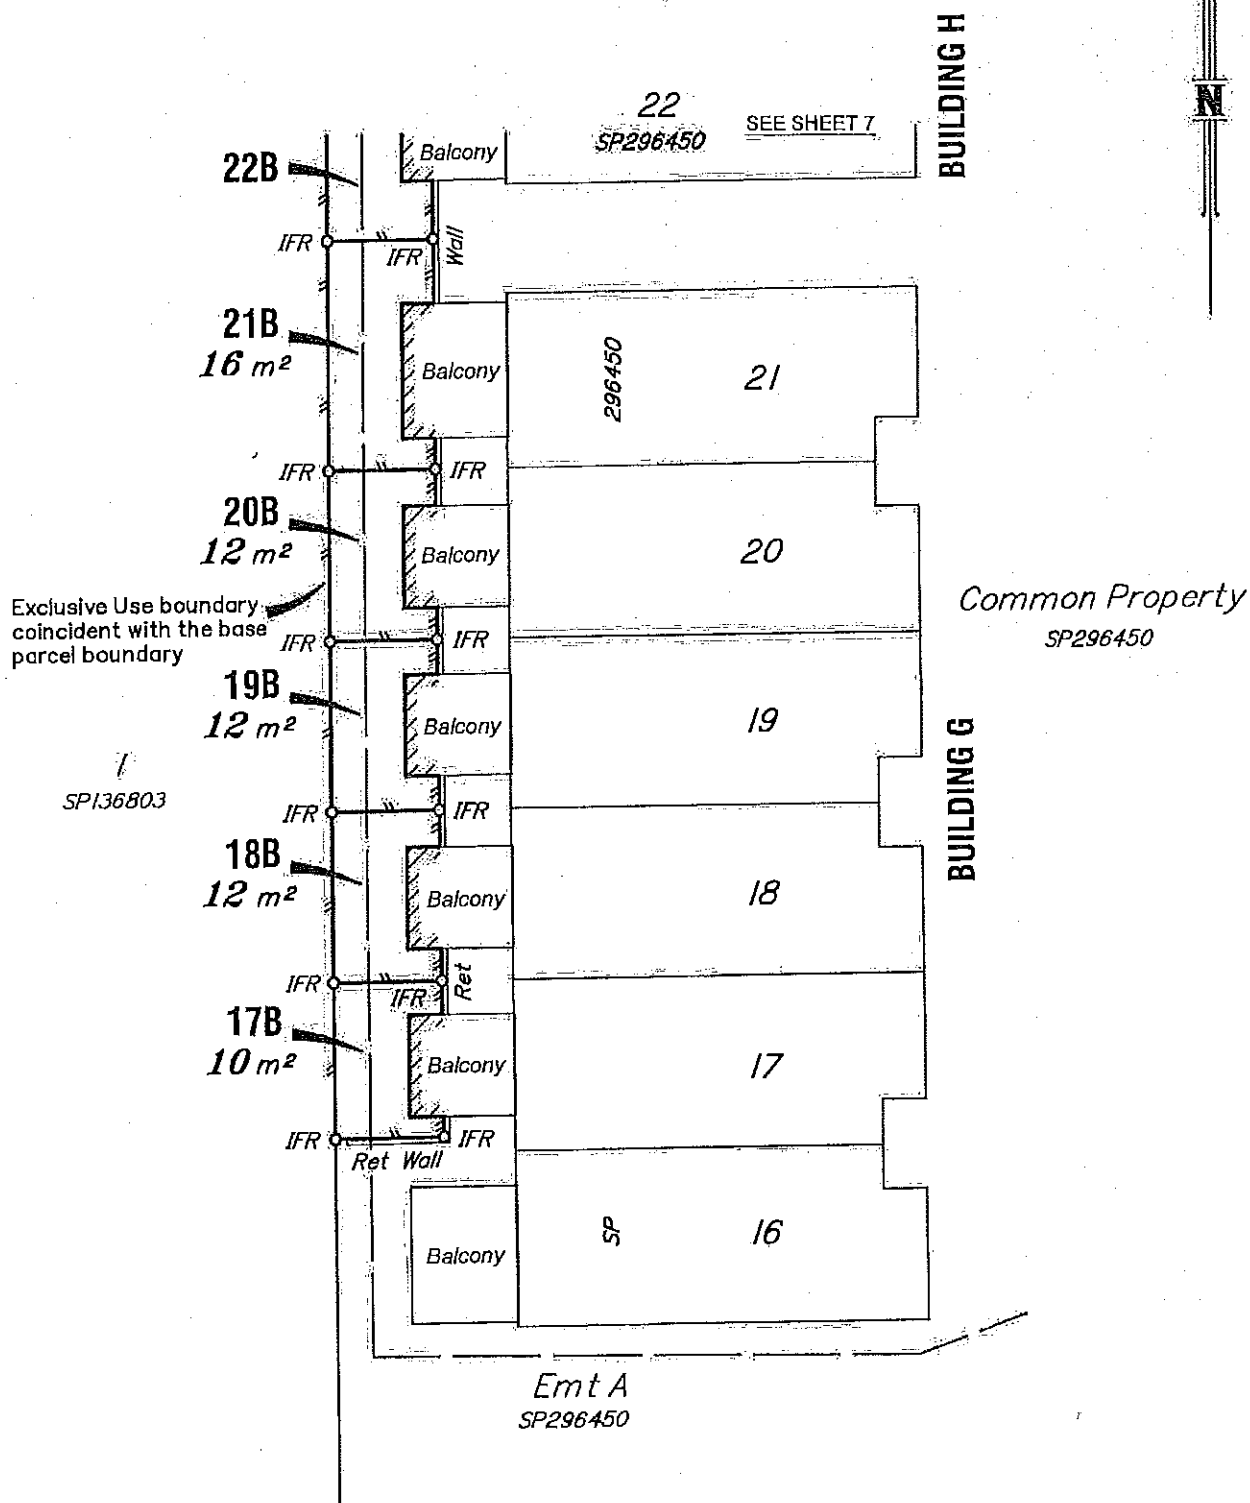 BUILDING H
N
22
SP296450
SEE SHEET 7
Balcony
22B
IFR
IFR
Wall
21B
16 m²
Balcony
296450
21
IFR
IFR
20B
12 m²
Balcony
20
Exclusive Use boundary
coincident with the base
parcel boundary
Common Property
SP296450
IFR
IFR
19B
12 m²
Balcony
19
BUILDING G
1
SP136803
IFR
IFR
18B
12 m²
Balcony
18
IFR
IFR
Ret
17B
10 m²
Balcony
17
IFR
IFR
Ret Wall
Balcony
SP
16
Emt A
SP296450